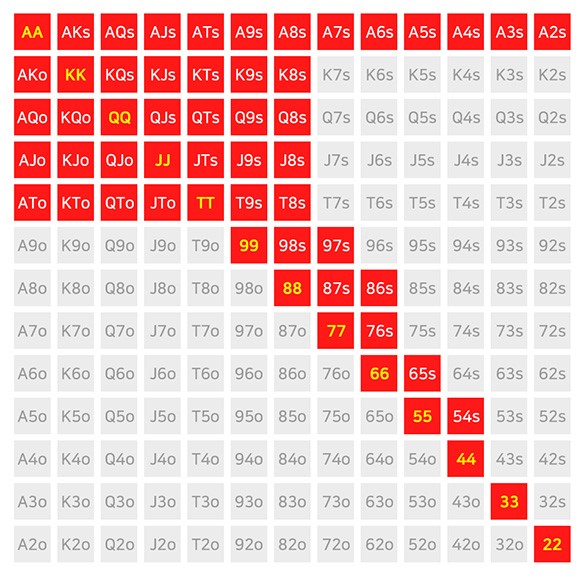 AA AKs AQs AJs ATs A9s A8s A7s A6s A5s A4s A3s A2s
AKo KK KQs KJs KTs K9s K8s K7s K6s K5s K4s K3s K2s
AQo KQo QQ QJs QTs Q9s Q8s Q7s Q6s Q5s Q4s Q3s Q2s
AJo KJo QJo JJ JTs J9s J8s J7s J6s J5s J4s J3s J2s
ATo KTo QTo JTo TT T9s T8s T7s T6s T5s T4s T3s T2s
A9o K9o Q9o J9o T9o 99 98s 97s 96s 95s 94s 93s 92s
A8o K8o Q8o J8o T8o 98o 88 87s 86s 85s 84s 83s 82s
A7o K7o Q7o J7o T7o 97o 87o 77 76s 75s 74s 73s 72s
A6o K6o Q6o J6o T6o 96o 86o 76o 66 65s 64s 63s 62s
A5o K5o Q5o J5o T5o 95o 85o 75o 65o 55 54s 53s 52s
A4o K4o Q4o J4o T4o 94o 84o 74o 64o 54o 44 43s 42s
A3o K3o Q3o J3o T3o 93o 83o 73o 63o 53o 43o 33 32s
A2o K2o Q2o J2o T2o 92o 82o 72o 62o 52o 42o 32o 22